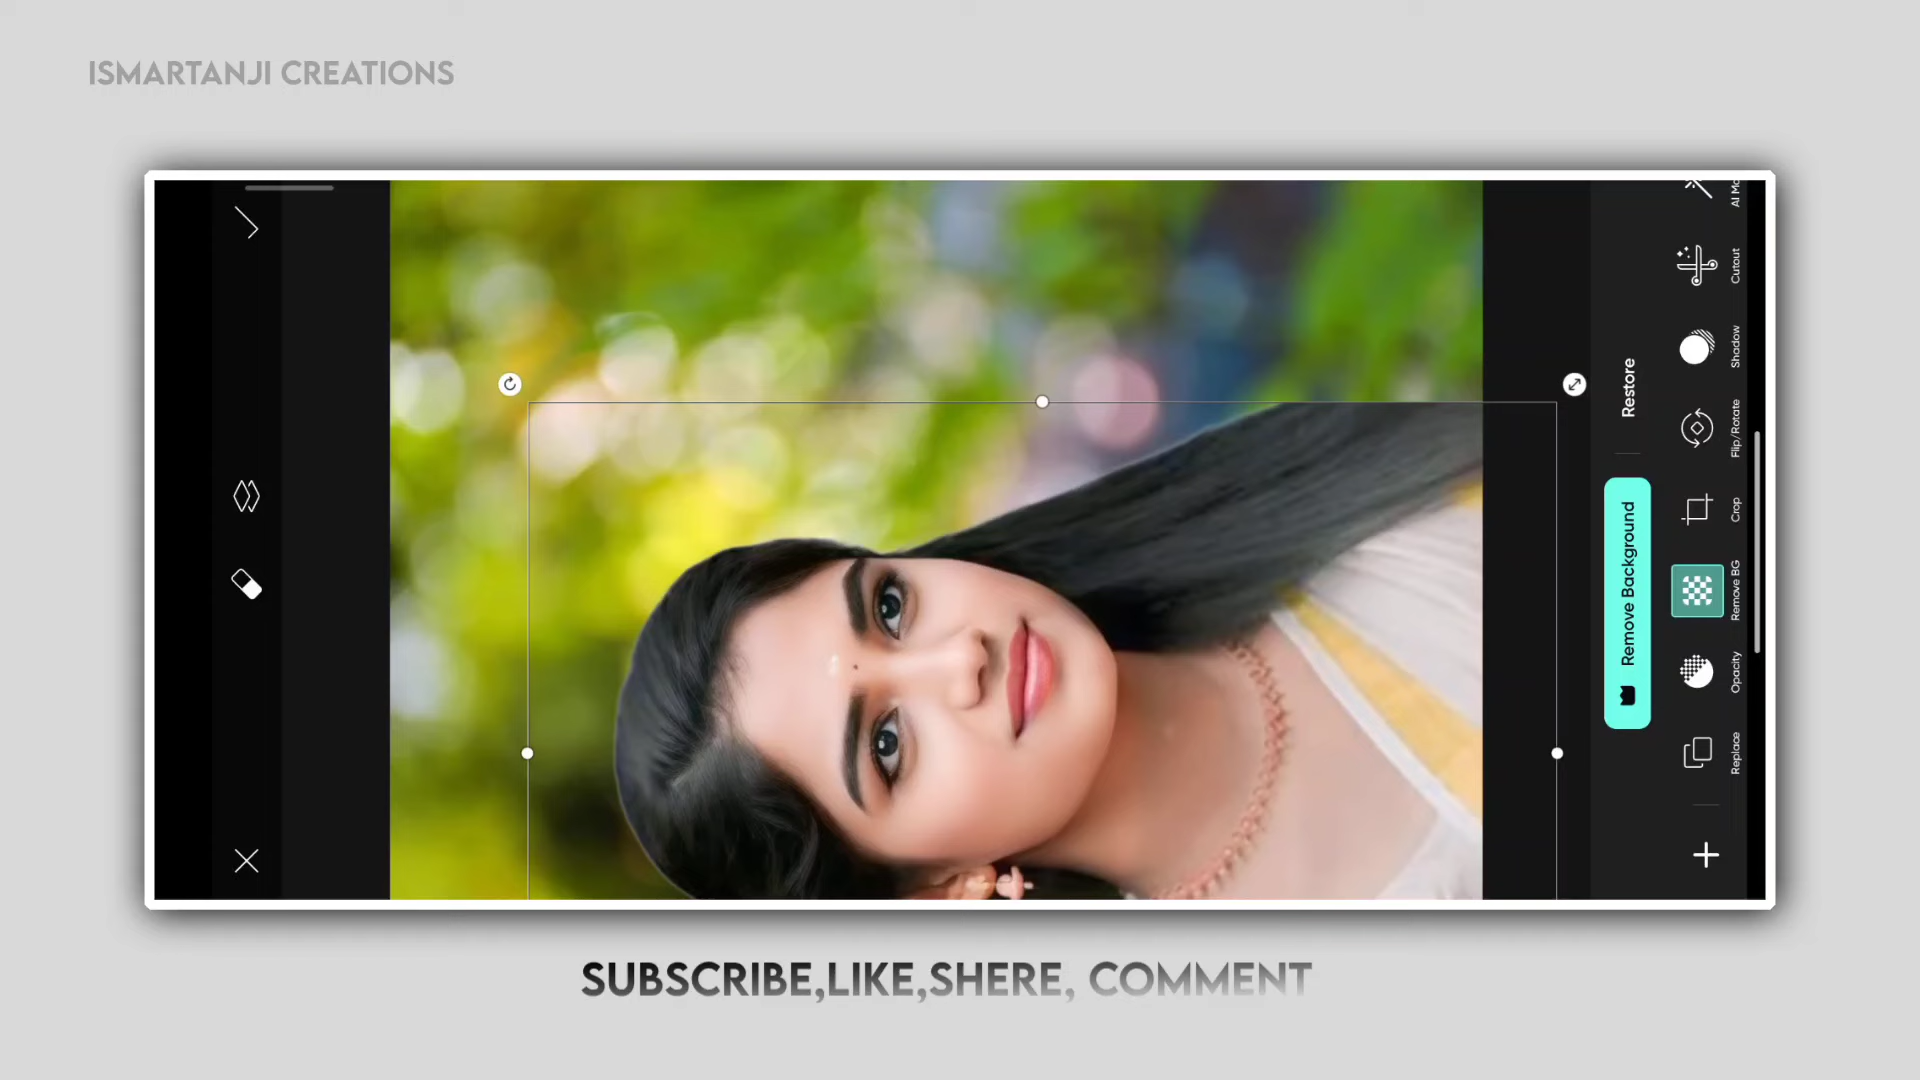 ISMARTANJI CREATIONS
AI Mo
Cutout
Shadow
Flip/Rotate
Crop
Remove BG
Opacity
Replace
Restore
Remove Background
SUBSCRIBE,LIKE,SHERE, COMMENT